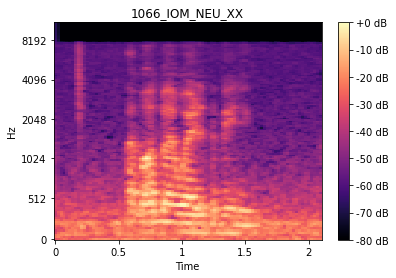 1066_IOM_NEU_XX
8192
4096
2048
1024
512
0
Hz
0
0.5
1
1.5
2
Time
+0 dB
-10 dB
-20 dB
-30 dB
-40 dB
-50 dB
-60 dB
-70 dB
-80 dB